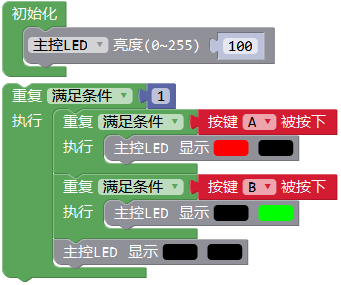 初始化
主控LED 亮度(0~255) 100
重复 满足条件 1
执行 重复 满足条件 按键 A 被按下
执行 主控LED 显示
重复 满足条件 按键 B 被按下
执行 主控LED 显示
主控LED 显示